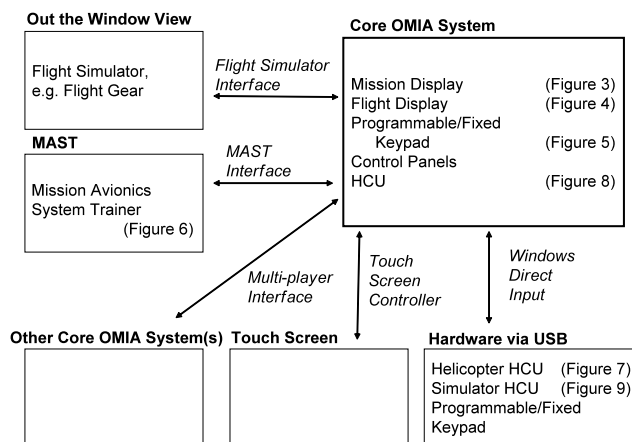 Out the Window View
Flight Simulator,
e.g. Flight Gear
Flight Simulator
Interface
Core OMIA System
Mission Display (Figure 3)
Flight Display (Figure 4)
Programmable/Fixed
Keypad (Figure 5)
Control Panels
HCU (Figure 8)
MAST
Mission Avionics
System Trainer
(Figure 6)
MAST
Interface
Multi-player
Interface
Touch
Screen
Controller
Windows
Direct
Input
Other Core OMIA System(s)
Touch Screen
Hardware via USB
Helicopter HCU (Figure 7)
Simulator HCU (Figure 9)
Programmable/Fixed
Keypad